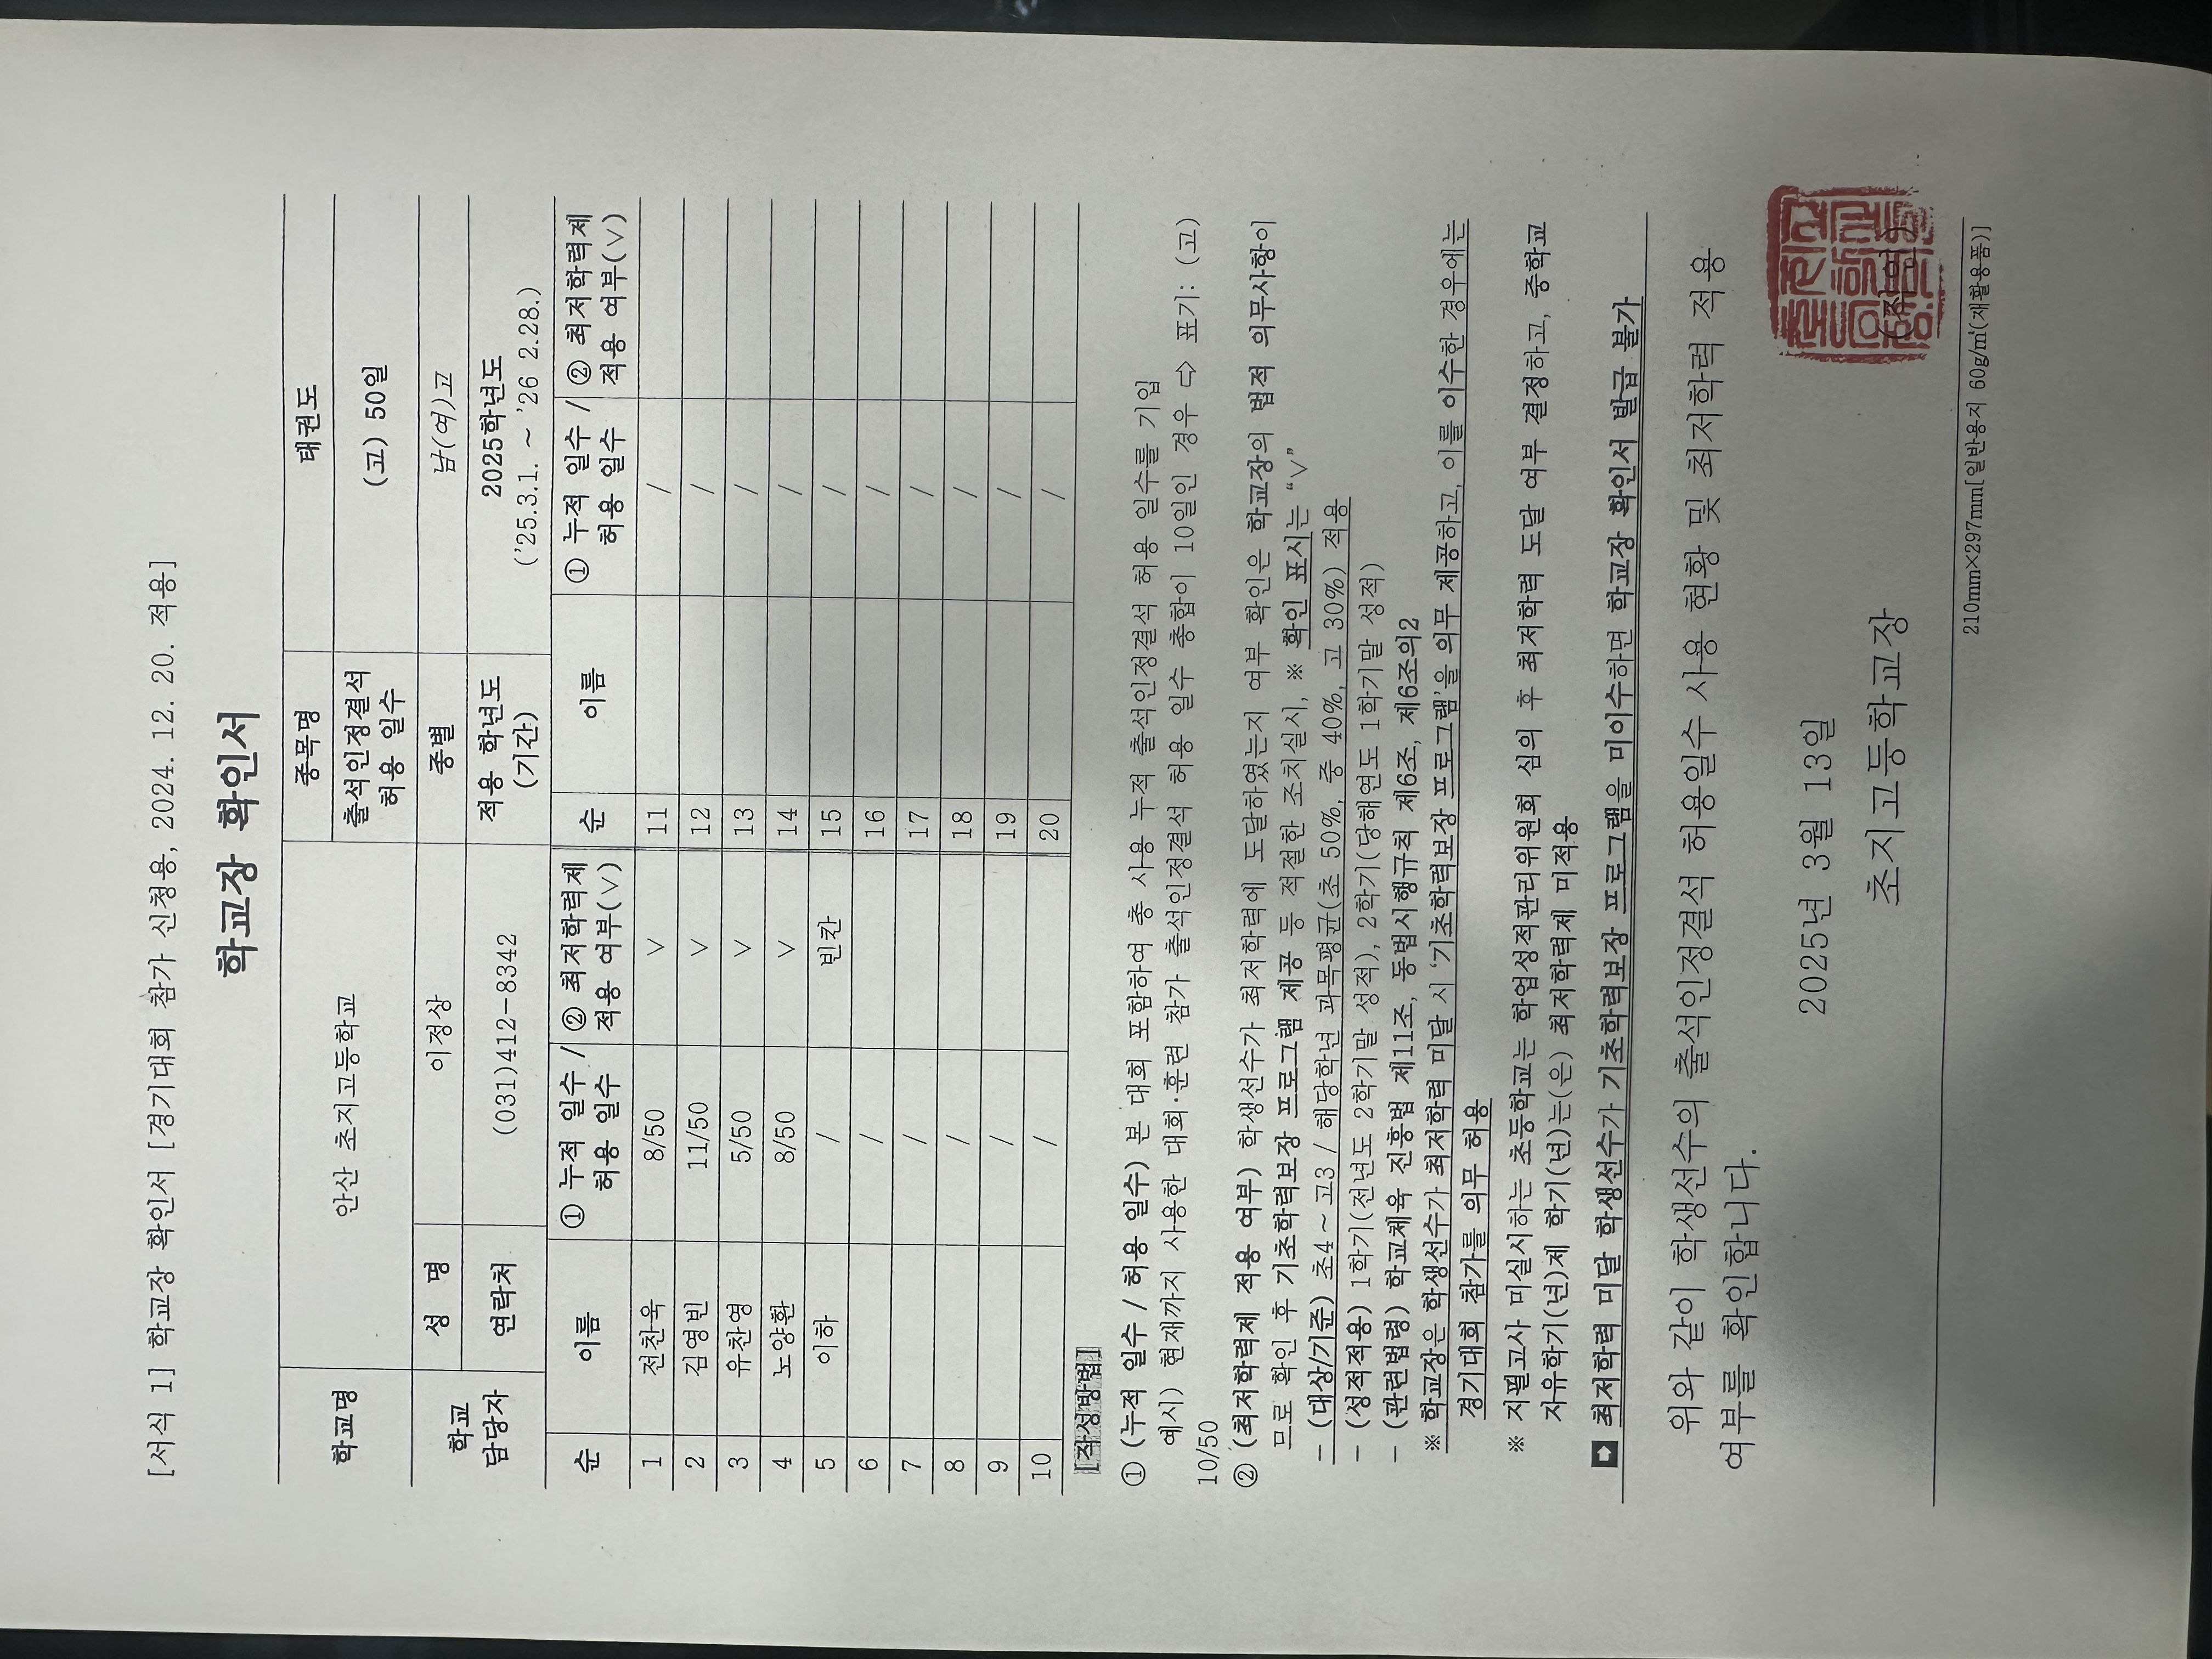 [서식 1] 학교장 확인서 [경기대회 참가 신청용, 2024. 12. 20. 적용]
학교장 확인서
학교명 안산 초지고등학교 종목명 태권도
출석인정결석 허용 일수 (고) 50일
학교 담당자 성 명 이정상 종별 남(여)고
연락처 (031)412-8342 적용 학년도 (기간) 2025학년도 ('25.3.1. ~ '26 2.28.)
순 이름 ① 누적 일수 / 허용 일수 ② 최저학력제 적용 여부(∨) 순 이름 ① 누적 일수 / 허용 일수 ② 최저학력제 적용 여부(∨)
1 전찬욱 8/50 ∨ 11 /
2 김영빈 11/50 ∨ 12 /
3 유찬영 5/50 ∨ 13 /
4 노양환 8/50 ∨ 14 /
5 이하 / 빈칸 15 /
6 / 16 /
7 / 17 /
8 / 18 /
9 / 19 /
10 / 20 /
[작성방법]
① (누적 일수 / 허용 일수) 본 대회 포함하여 총 사용 누적 출석인정결석 허용 일수를 기입
예시) 현재까지 사용한 대회·훈련 참가 출석인정결석 허용 일수 총합이 10일인 경우 ⇨ 표기: (고)
10/50
② (최저학력제 적용 여부) 학생선수가 최저학력에 도달하였는지 여부 확인은 학교장의 법적 의무사항이
므로 확인 후 기초학력보장 프로그램 제공 등 적절한 조치실시, ※ 확인 표시는 "∨"
- (대상/기준) 초4 ~ 고3 / 해당학년 과목평균(초 50%, 중 40%, 고 30%) 적용
- (성적적용) 1학기(전년도 2학기말 성적), 2학기(당해연도 1학기말 성적)
- (관련법령) 학교체육 진흥법 제11조, 동법시행규칙 제6조, 제6조의2
※ 학교장은 학생선수가 최저학력 미달 시 '기초학력보장 프로그램'을 의무 제공하고, 이를 이수한 경우에는
경기대회 참가를 의무 허용
※ 지필고사 미실시하는 초등학교는 학업성적관리위원회 심의 후 최저학력 도달 여부 결정하고, 중학교
자유학기(년)제 학기(년)는(은) 최저학력제 미적용
➡ 최저학력 미달 학생선수가 기초학력보장 프로그램을 미이수하면 학교장 확인서 발급 불가
위와 같이 학생선수의 출석인정결석 허용일수 사용 현황 및 최저학력 적용
여부를 확인합니다.
2025년 3월 13일
초지고등학교장 (직인)
210mm×297mm[일반용지 60g/㎡(재활용품)]